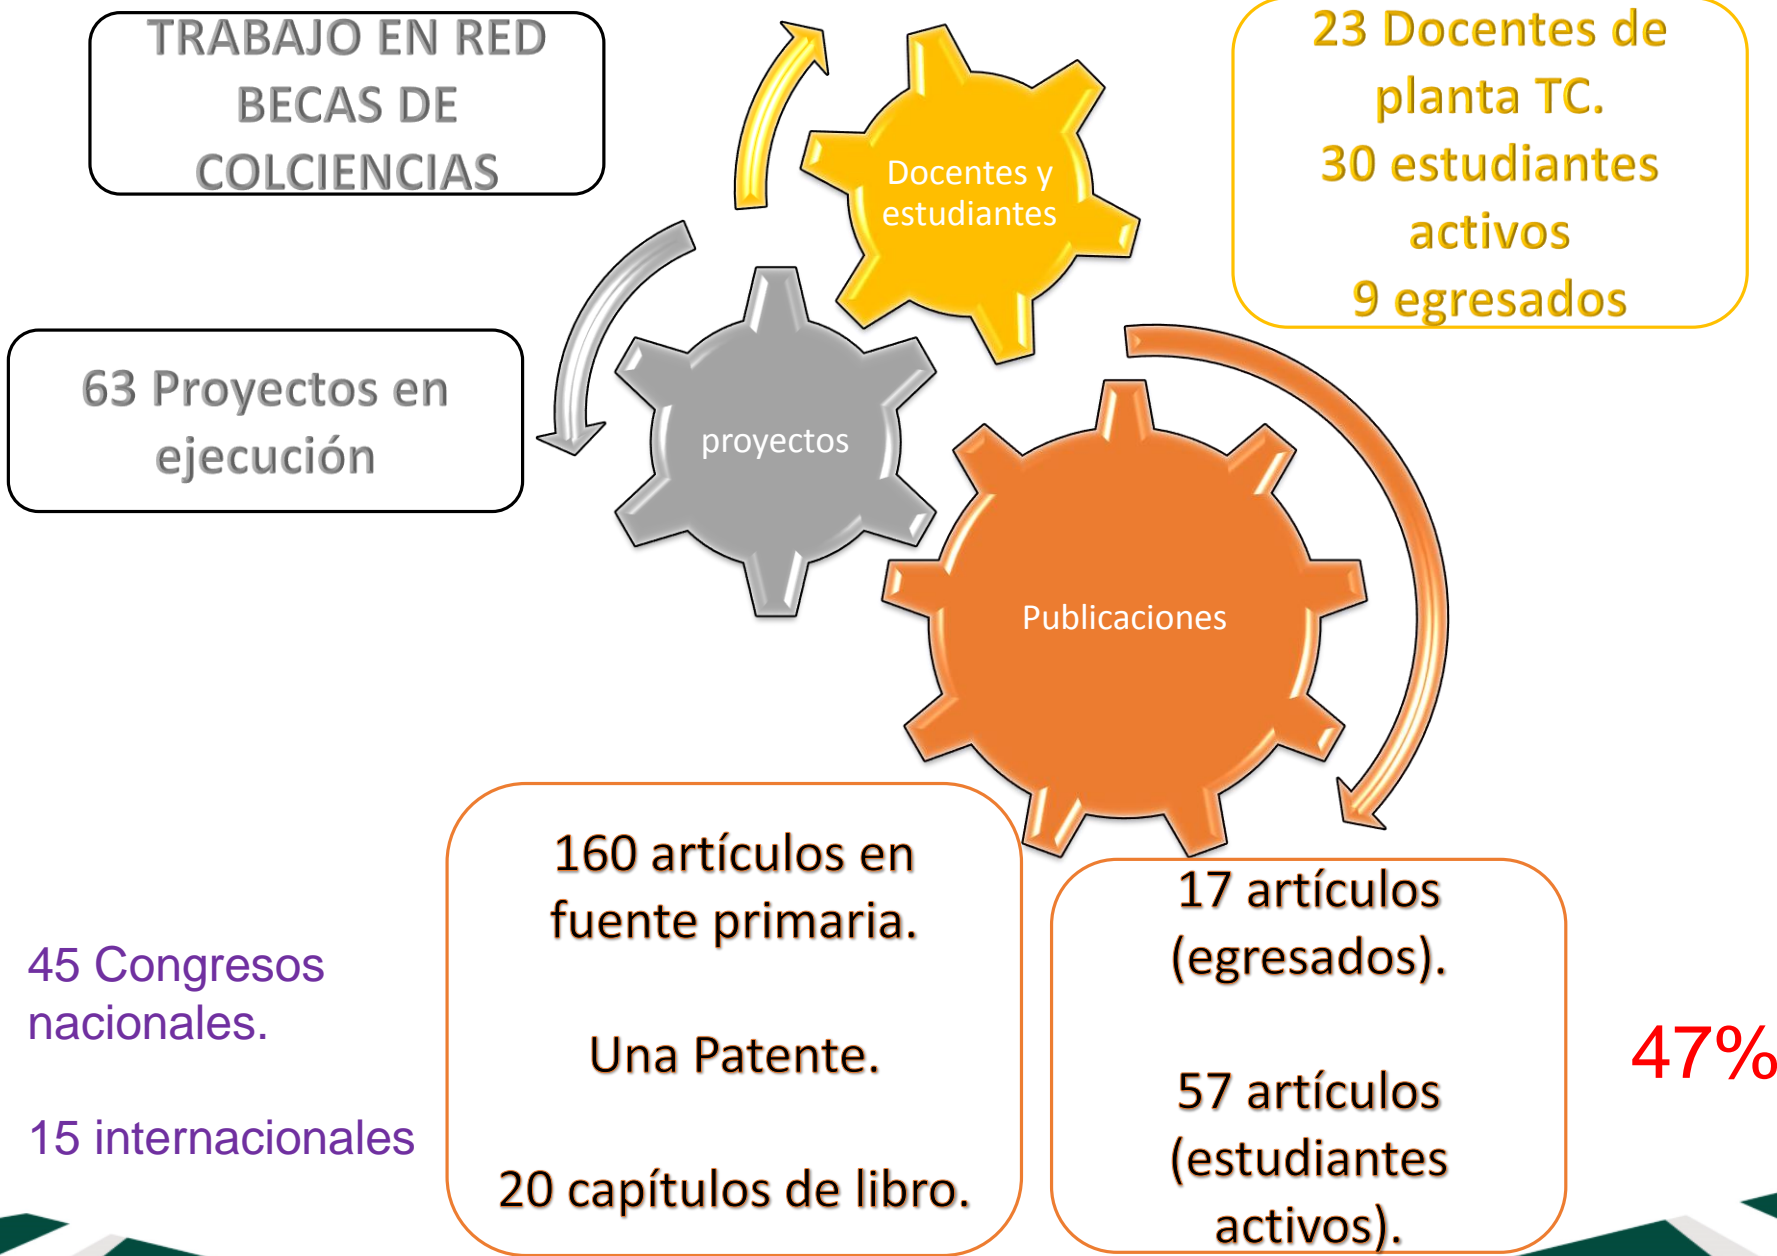 TRABAJO EN RED
BECAS DE
COLCIENCIAS
23 Docentes de
planta TC.
30 estudiantes
activos
9 egresados
Docentes y
estudiantes
63 Proyectos en
ejecución
proyectos
Publicaciones
160 artículos en
fuente primaria.
Una Patente.
20 capítulos de libro.
17 artículos
(egresados).
57 artículos
(estudiantes
activos).
45 Congresos
nacionales.
15 internacionales
47%